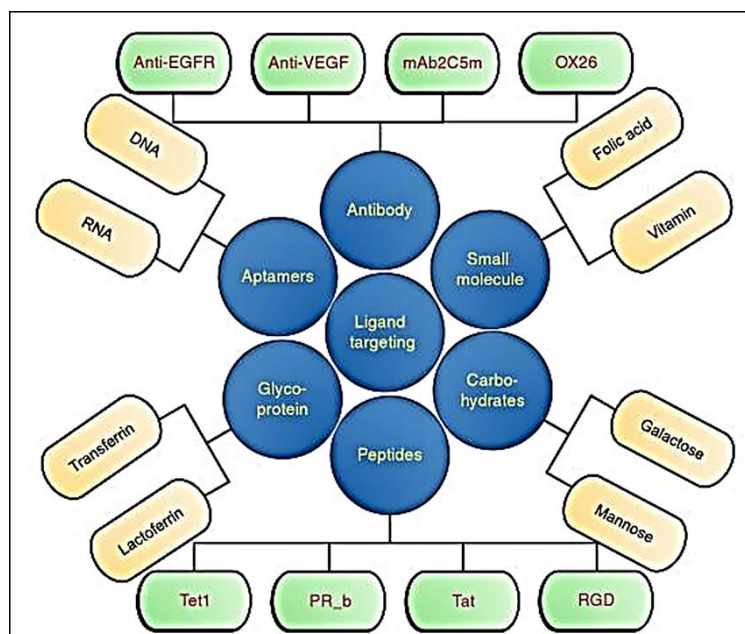 Anti-EGFR
Anti-VEGF
mAb2C5m
OX26
DNA
RNA
Folic acid
Vitamin
Antibody
Aptamers
Small
molecule
Ligand
targeting
Glyco-
protein
Carbo-
hydrates
Peptides
Transferrin
Lactoferrin
Galactose
Mannose
Tet1
PR_b
Tat
RGD